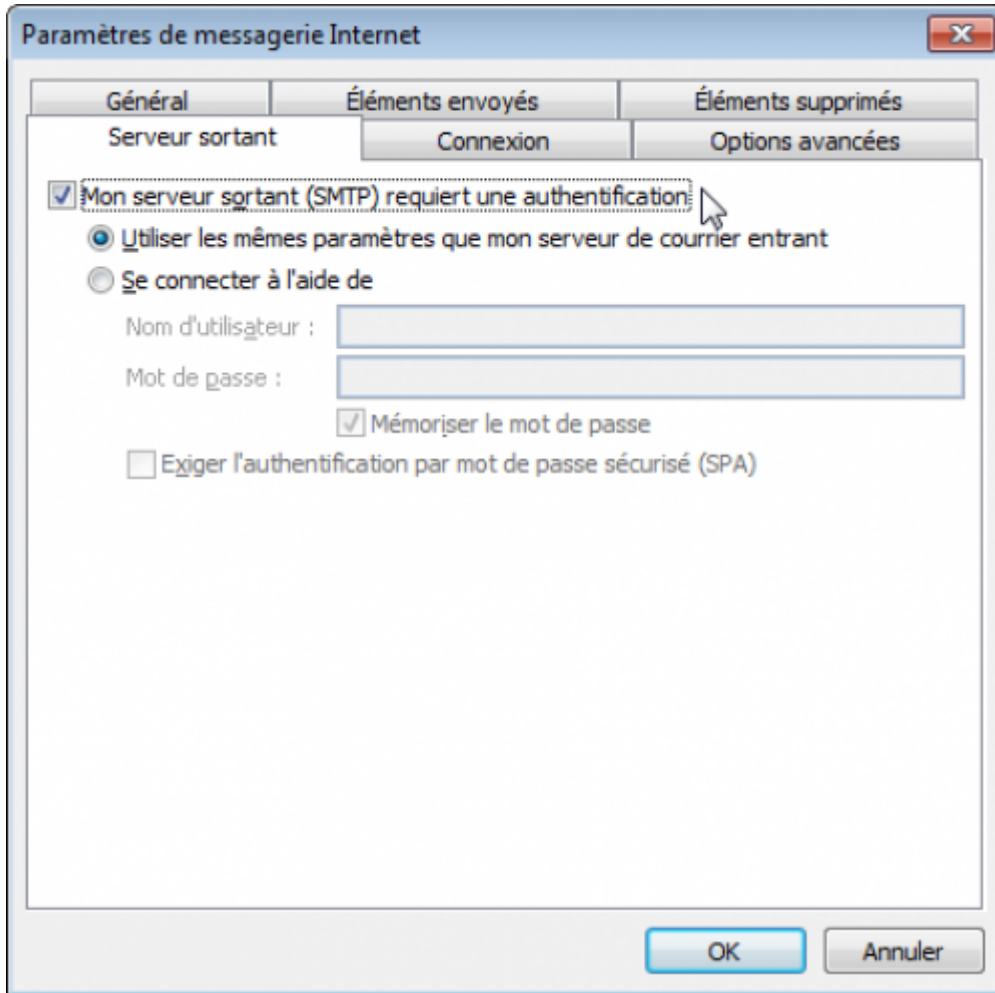 Paramètres de messagerie Internet
Général Éléments envoyés Éléments supprimés
Serveur sortant Connexion Options avancées
Mon serveur sortant (SMTP) requiert une authentification
Utiliser les mêmes paramètres que mon serveur de courrier entrant
Se connecter à l'aide de
Nom d'utilisateur :
Mot de passe :
Mémoriser le mot de passe
Exiger l'authentification par mot de passe sécurisé (SPA)
OK Annuler